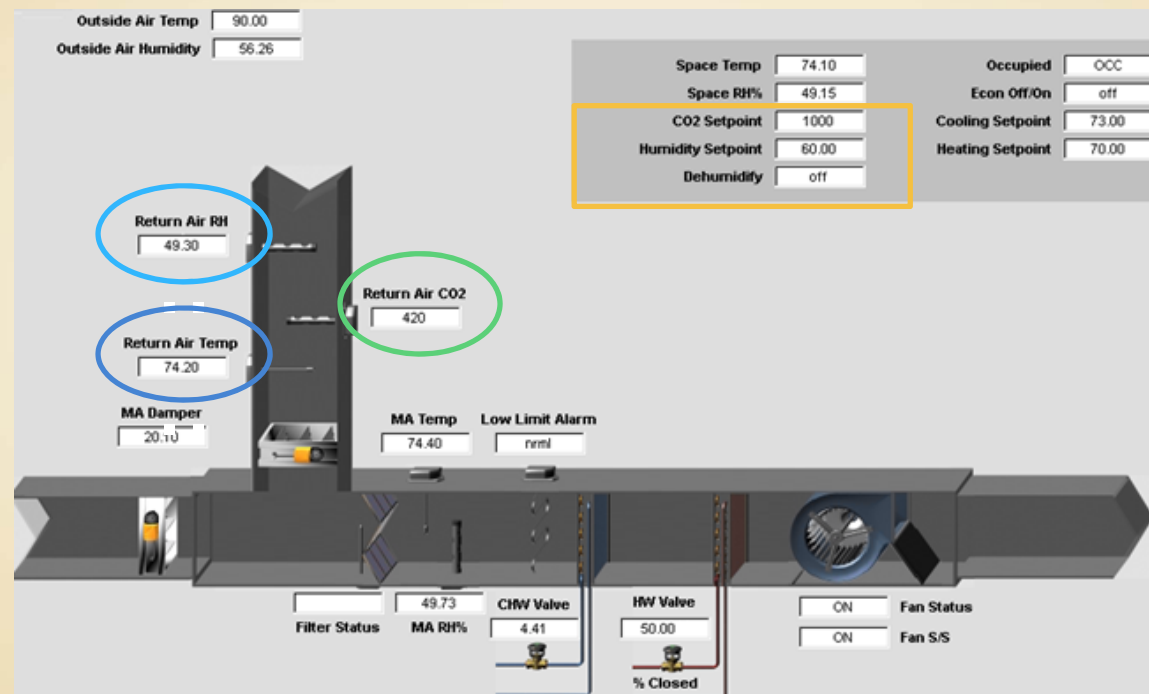 Outside Air Temp 90.00
Outside Air Humidity 56.26
Space Temp 74.10 Occupied OCC
Space RH% 49.15 Econ Off/On off
CO2 Setpoint 1000 Cooling Setpoint 73.00
Humidity Setpoint 60.00 Heating Setpoint 70.00
Dehumidify off
Return Air RH
49.30
Return Air CO2
420
Return Air Temp
74.20
MA Damper
20.10
MA Temp
74.40
Low Limit Alarm
nrml
Filter Status
49.73
MA RH%
CHW Valve
4.41
HW Valve
50.00
% Closed
ON Fan Status
ON Fan S/S